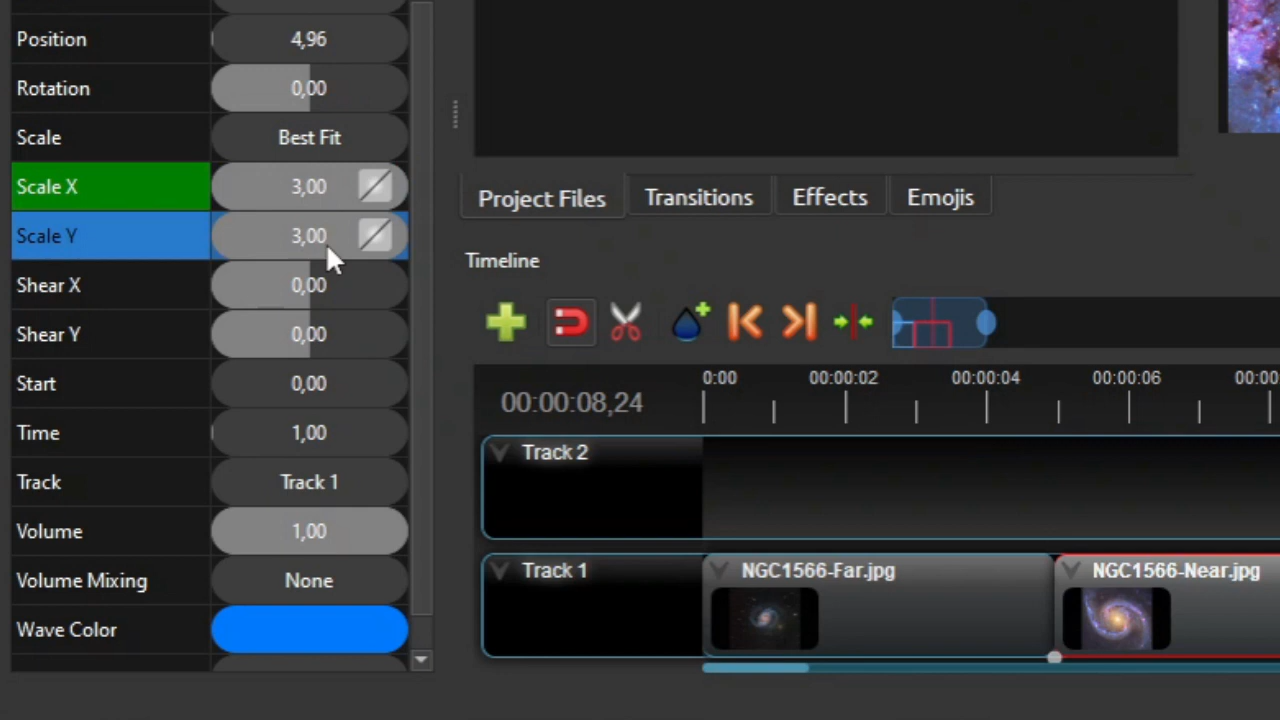 Position 4,96
Rotation 0,00
Scale Best Fit
Scale X 3,00
Scale Y 3,00
Shear X 0,00
Shear Y 0,00
Start 0,00
Time 1,00
Track Track 1
Volume 1,00
Volume Mixing None
Wave Color
Project Files Transitions Effects Emojis
Timeline
00:00:08,24
0:00 00:00:02 00:00:04 00:00:06 00:00
Track 2
Track 1
NGC1566-Far.jpg NGC1566-Near.jpg